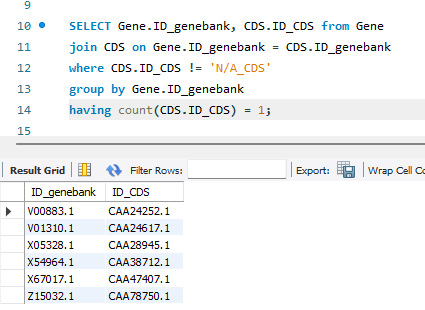 9
10 SELECT Gene.ID_genebank, CDS.ID_CDS from Gene
11 join CDS on Gene.ID_genebank = CDS.ID_genebank
12 where CDS.ID_CDS != 'N/A_CDS'
13 group by Gene.ID_genebank
14 having count(CDS.ID_CDS) = 1;
15
Result Grid Filter Rows: Export: Wrap Cell Co
ID_genebank ID_CDS
V00883.1 CAA24252.1
V01310.1 CAA24617.1
X05328.1 CAA28945.1
X54964.1 CAA38712.1
X67017.1 CAA47407.1
Z15032.1 CAA78750.1